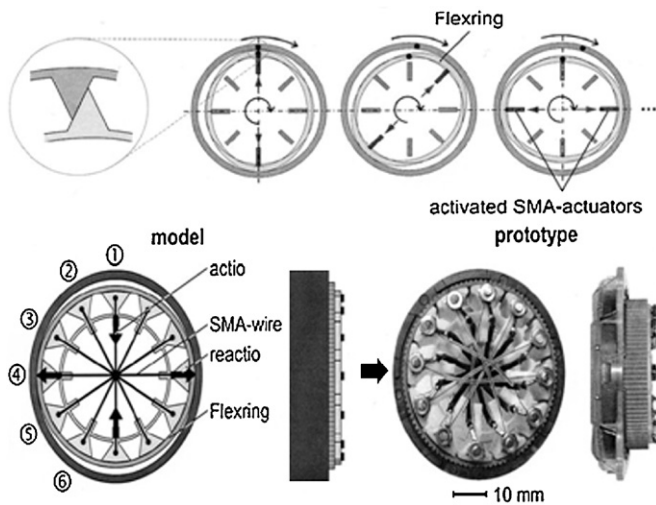 Flexring
activated SMA-actuators
model
prototype
①
②
③
④
⑤
⑥
actio
SMA-wire
reactio
Flexring
10 mm